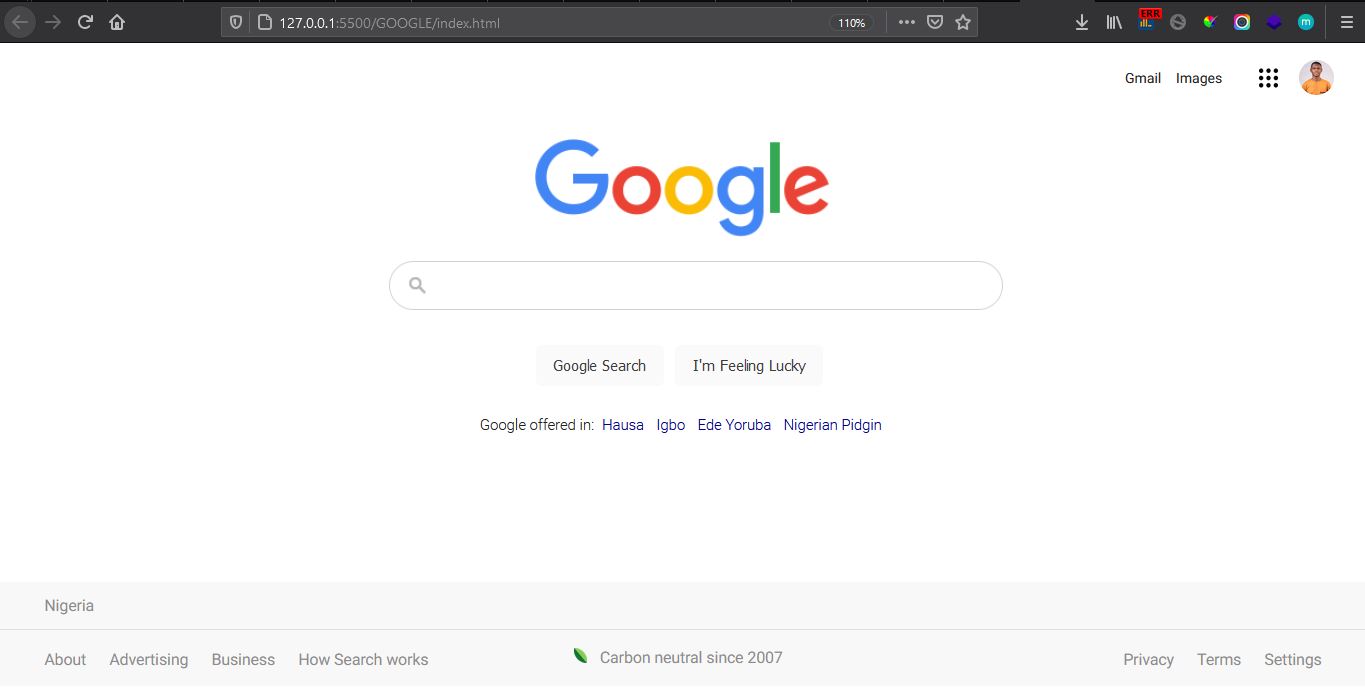 127.0.0.1:5500/GOOGLE/index.html 110% ERR m
Gmail Images
Google
Google Search I'm Feeling Lucky
Google offered in: Hausa Igbo Ede Yoruba Nigerian Pidgin
Nigeria
About Advertising Business How Search works Carbon neutral since 2007 Privacy Terms Settings